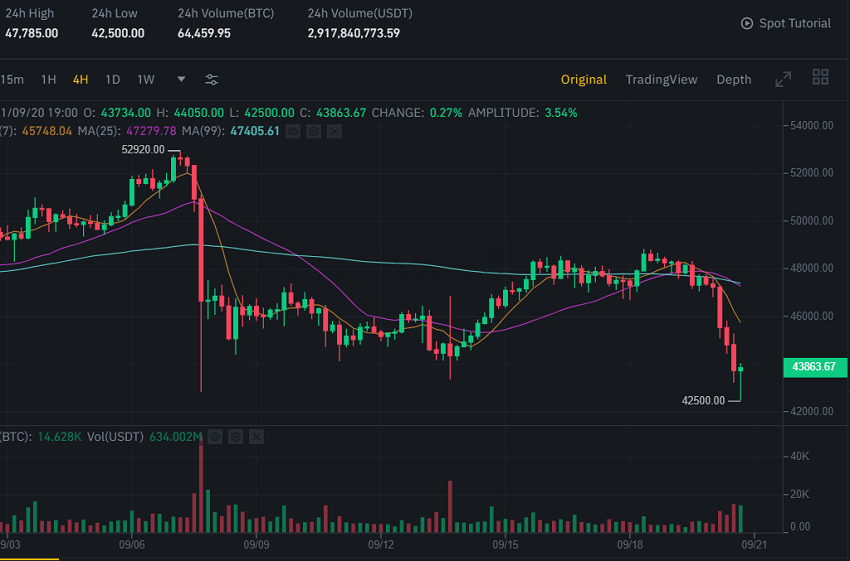 24h High 24h Low 24h Volume(BTC) 24h Volume(USDT)
47,785.00 42,500.00 64,459.95 2,917,840,773.59
Spot Tutorial
15m 1H 4H 1D 1W Original TradingView Depth
1/09/20 19:00 O: 43734.00 H: 44050.00 L: 42500.00 C: 43863.67 CHANGE: 0.27% AMPLITUDE: 3.54%
(7): 45748.04 MA(25): 47279.78 MA(99): 47405.61
54000.00
52920.00
52000.00
50000.00
48000.00
46000.00
43863.67
42500.00
42000.00
(BTC): 14.628K Vol(USDT) 634.002M
40K
20K
0.00
9/03 09/06 09/09 09/12 09/15 09/18 09/21